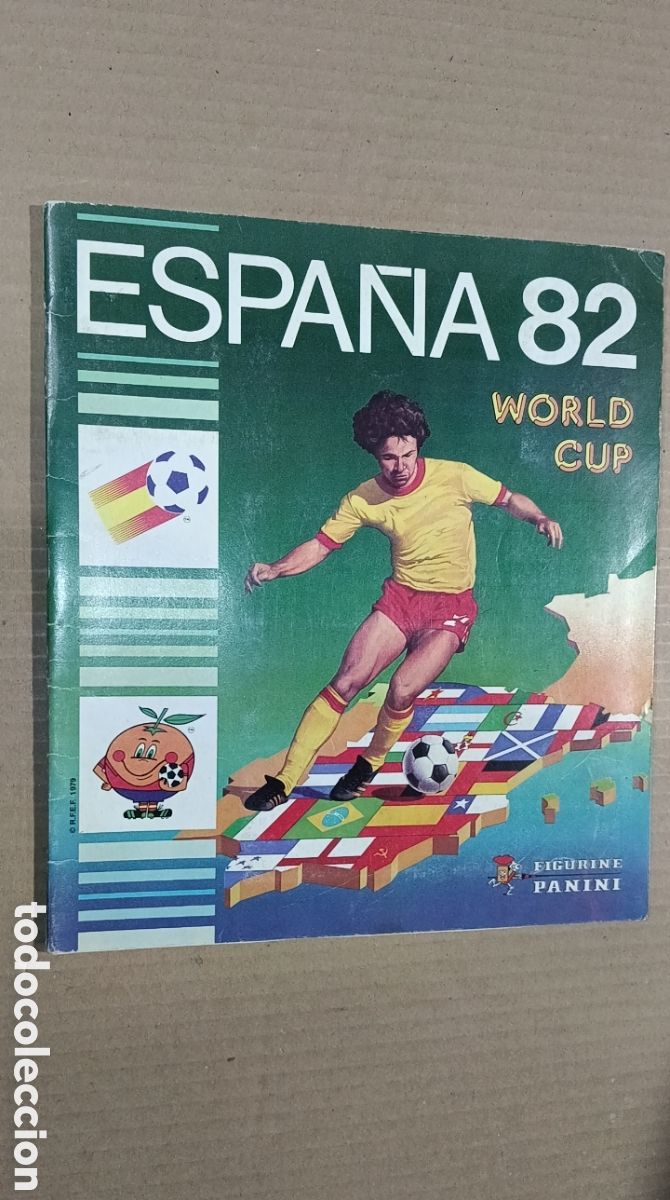 ESPAÑA 82
WORLD
CUP
© R.F.E.F. 1979
FIGURINE
PANINI
todocoleccion